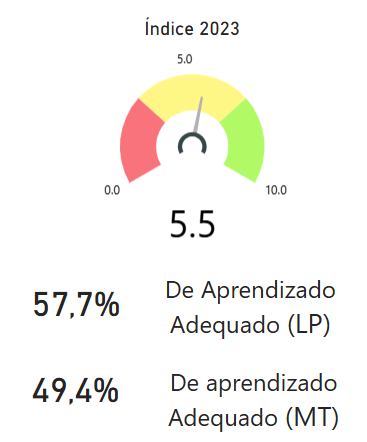 Índice 2023
5.0
0.0
10.0
5.5
57,7%
De Aprendizado
Adequado (LP)
49,4%
De aprendizado
Adequado (MT)